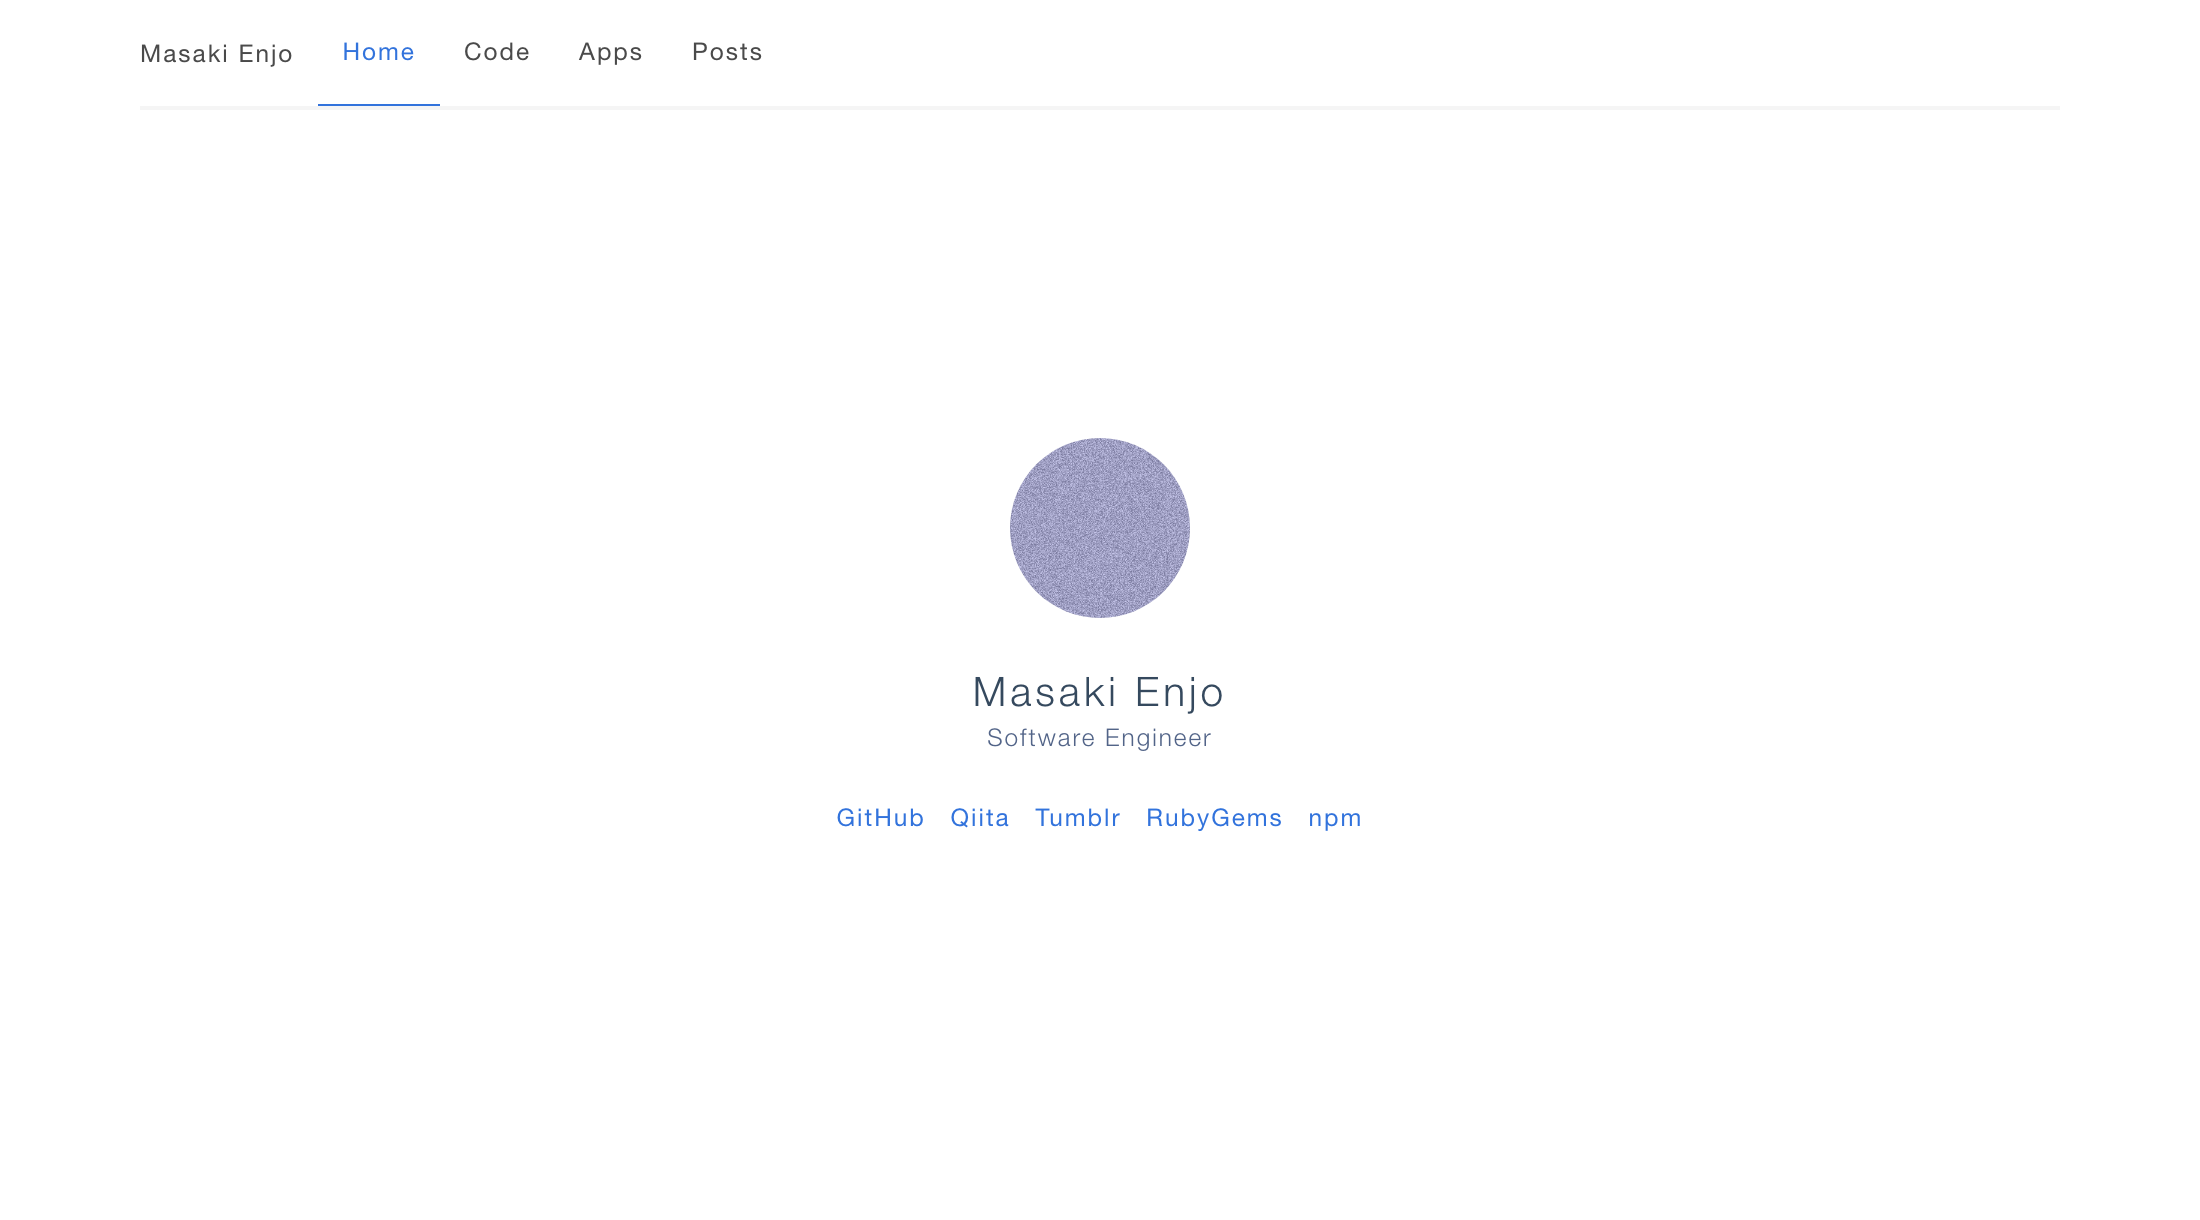 Masaki Enjo Home Code Apps Posts
Masaki Enjo
Software Engineer
GitHub Qiita Tumblr RubyGems npm